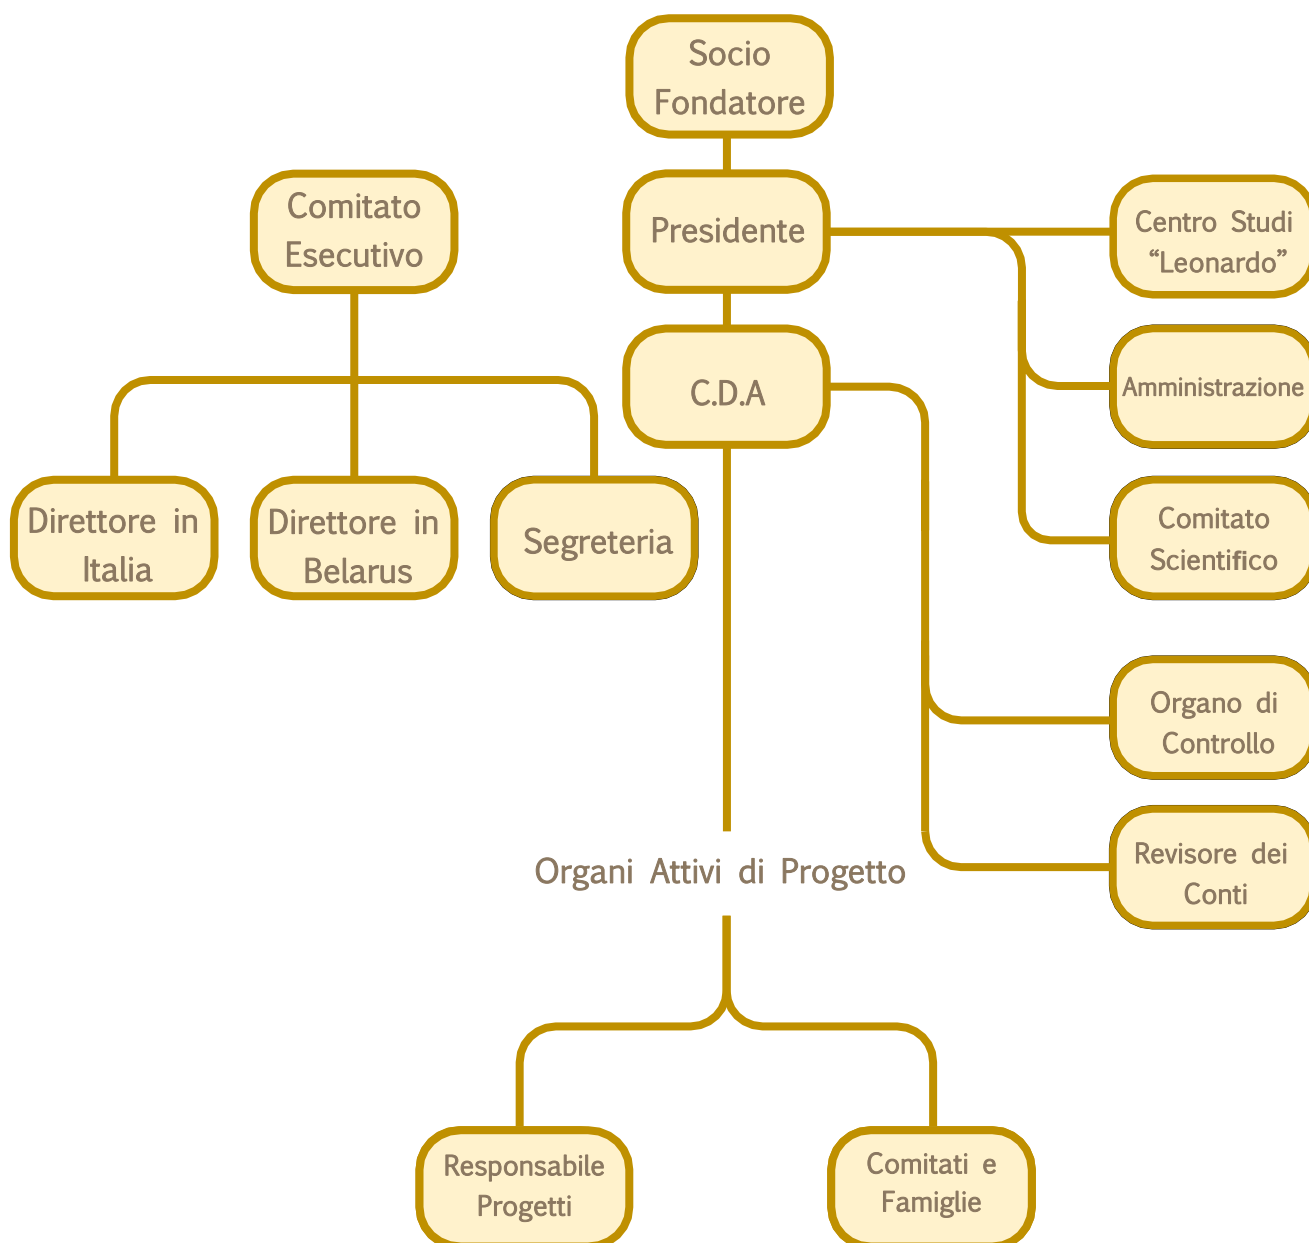 Socio
Fondatore
Comitato
Esecutivo
Presidente
Centro Studi
“Leonardo”
C.D.A
Amministrazione
Direttore in
Italia
Direttore in
Belarus
Segreteria
Comitato
Scientifico
Organo di
Controllo
Revisore dei
Conti
Organi Attivi di Progetto
Responsabile
Progetti
Comitati e
Famiglie